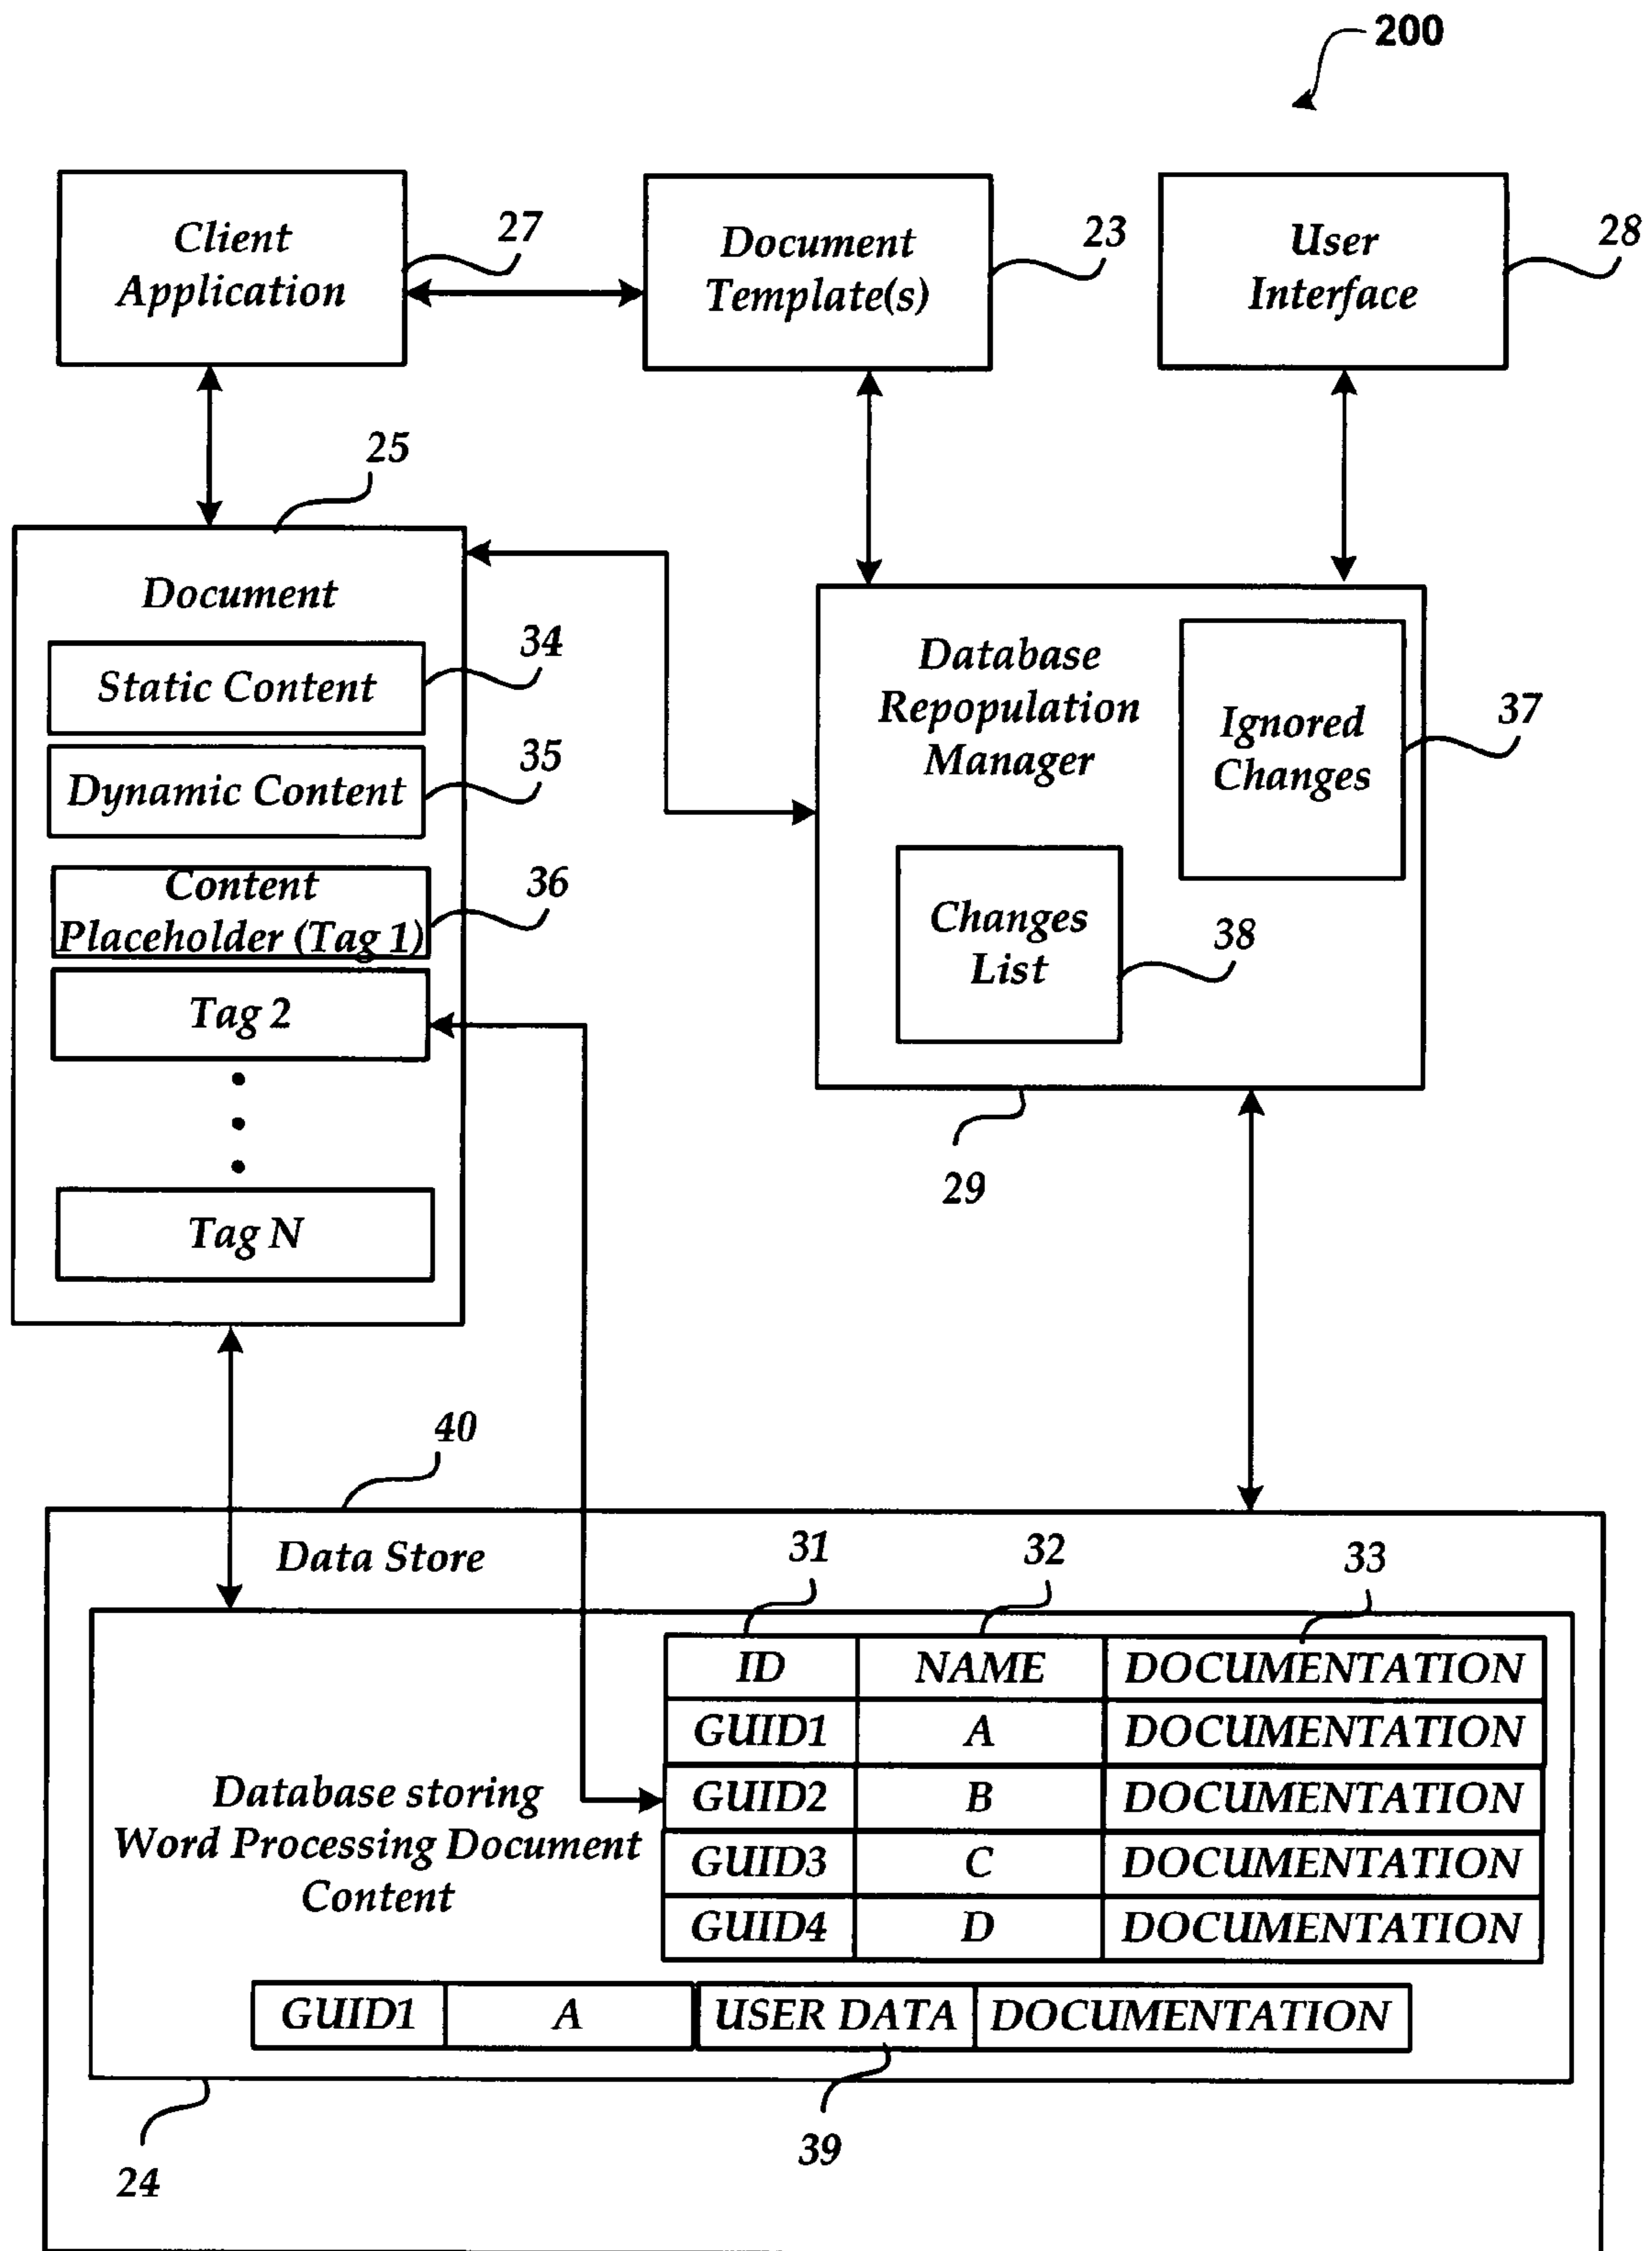 200
Client
Application
27
Document
Template(s)
23
User
Interface
28
25
Document
Static Content
34
Dynamic Content
35
Content
Placeholder (Tag 1)
36
Tag 2
Tag N
Database
Repopulation
Manager
Ignored
Changes
37
Changes
List
38
29
40
Data Store
31
32
33
ID NAME DOCUMENTATION
GUID1 A DOCUMENTATION
GUID2 B DOCUMENTATION
GUID3 C DOCUMENTATION
GUID4 D DOCUMENTATION
Database storing
Word Processing Document
Content
GUID1 A USER DATA DOCUMENTATION
39
24